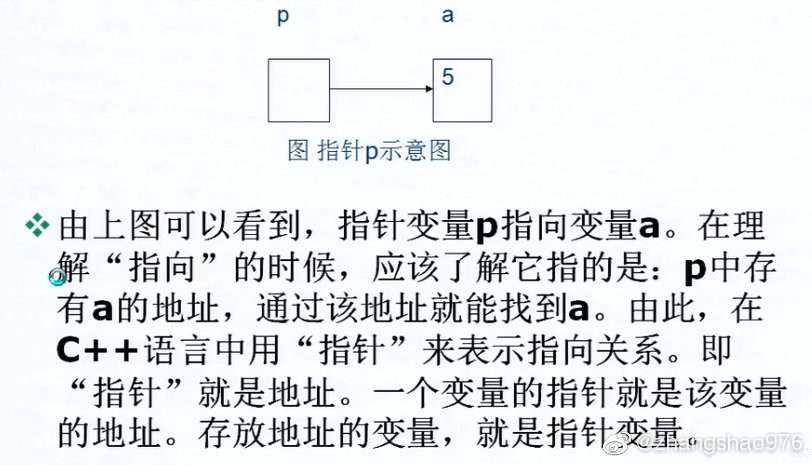 p a
5
图 指针p示意图
由上图可以看到，指针变量p指向变量a。在理
解“指向”的时候，应该了解它指的是：p中存
有a的地址，通过该地址就能找到a。由此，在
C++语言中用“指针”来表示指向关系。即
“指针”就是地址。一个变量的指针就是该变量
的地址。存放地址的变量，就是指针变量。
@zhangshao976